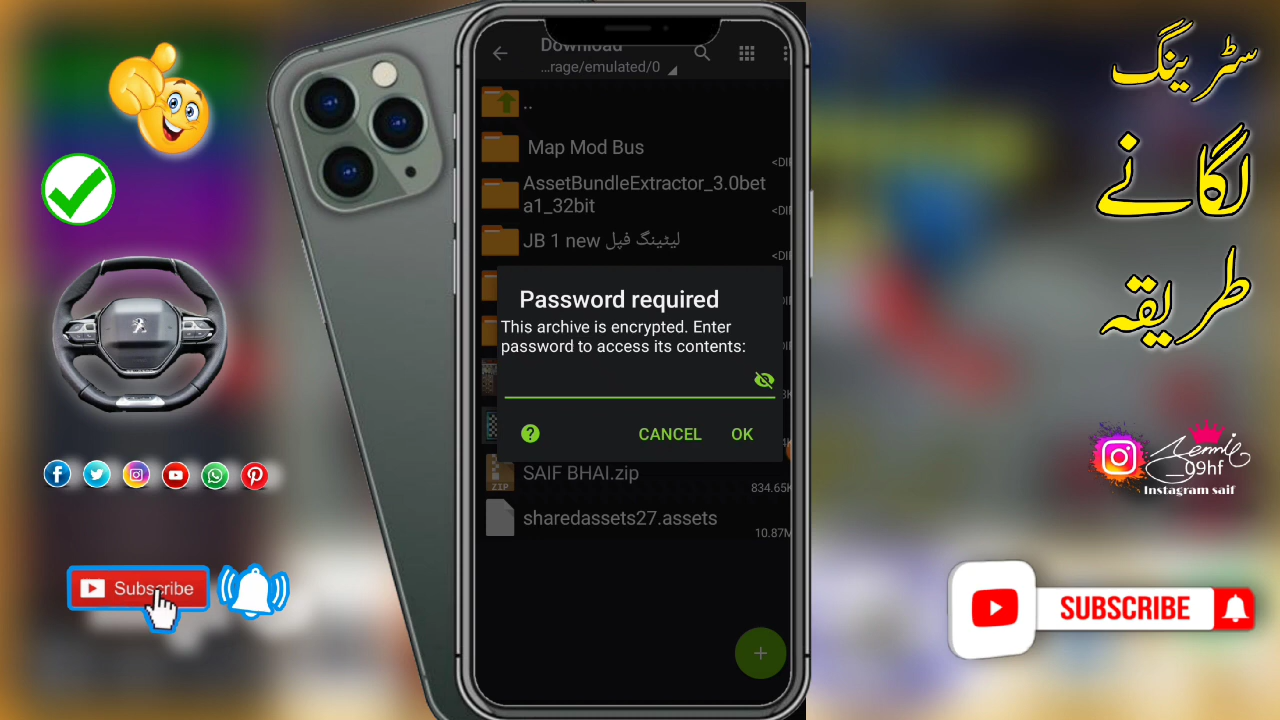 Download
...rage/emulated/0
..
Map Mod Bus
AssetBundleExtractor_3.0bet
a1_32bit
JB 1 new لیٹینگ فپل
Password required
This archive is encrypted. Enter
password to access its contents:
CANCEL
OK
ZIP
SAIF BHAI.zip
834.65K
sharedassets27.assets
10.87M
Subscribe
سٹرینگ
لگانے
طریقہ
09hf
Instagram saif
SUBSCRIBE